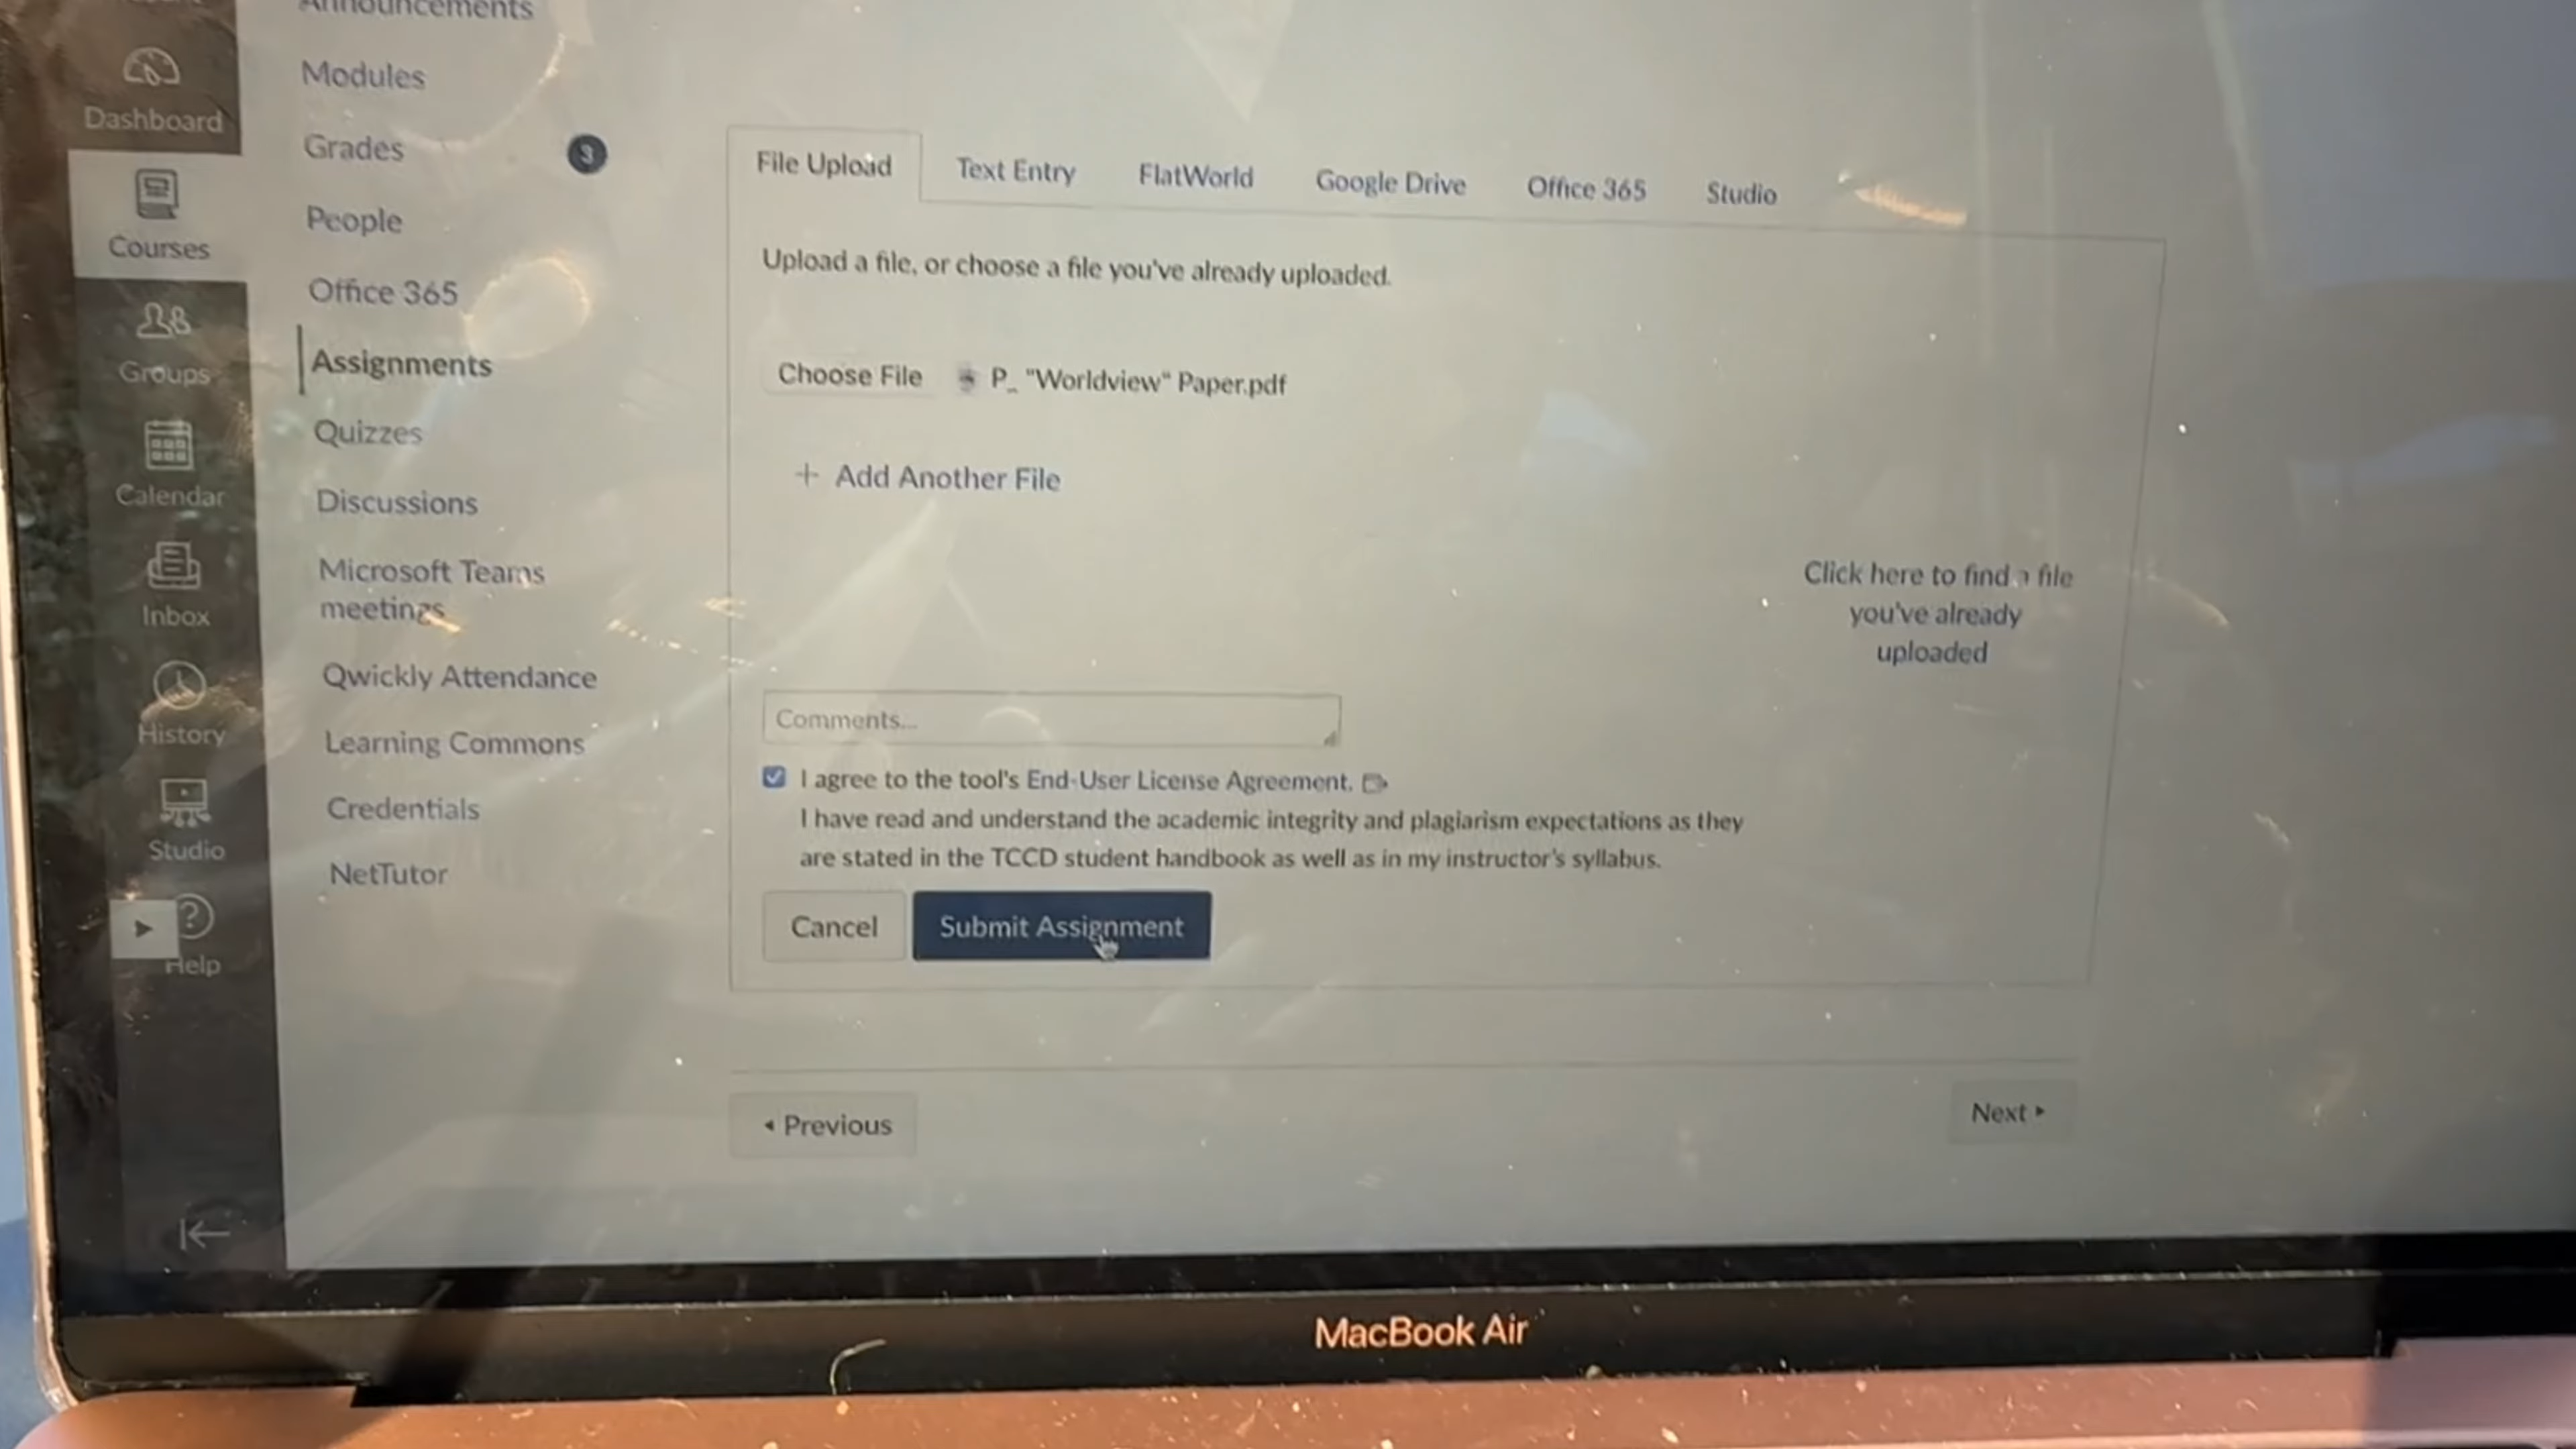 Announcements
Dashboard
Courses
Groups
Calendar
Inbox
History
Studio
Help
Modules
Grades
3
People
Office 365
Assignments
Quizzes
Discussions
Microsoft Teams
meetings
Qwickly Attendance
Learning Commons
Credentials
NetTutor
File Upload
Text Entry
FlatWorld
Google Drive
Office 365
Studio
Upload a file, or choose a file you've already uploaded.
Choose File P_ "Worldview" Paper.pdf
+ Add Another File
Click here to find a file
you've already
uploaded
Comments...
I agree to the tool's End-User License Agreement.
I have read and understand the academic integrity and plagiarism expectations as they
are stated in the TCCD student handbook as well as in my instructor's syllabus.
Cancel
Submit Assignment
Previous
Next
MacBook Air